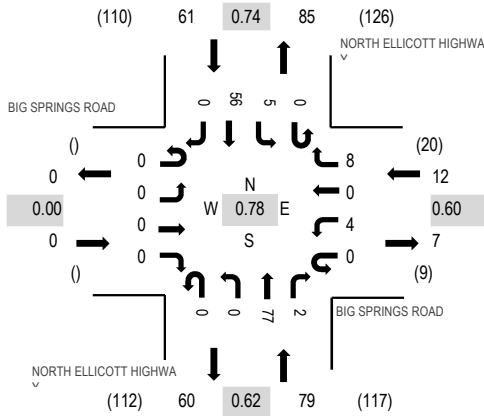 (110) 61 0.74 85 (126)
NORTH ELLICOTT HIGHWA
Y
BIG SPRINGS ROAD
0 56 5 0
() (20)
0 0 8 12
0 0
N
0.00 W 0.78 E 0.60
0 4
S
0 0 0 7
() (9)
0 0 77 2
BIG SPRINGS ROAD
NORTH ELLICOTT HIGHWA
Y
(112) 60 0.62 79 (117)